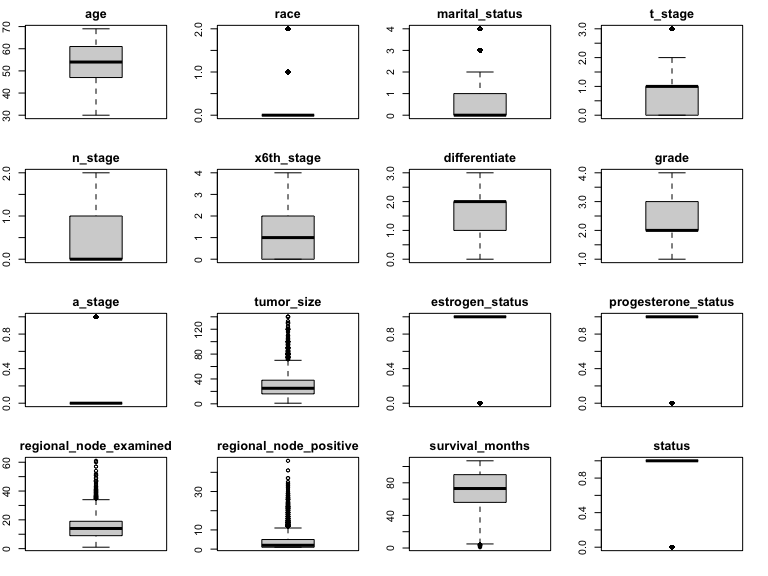 age race marital_status t_stage
70 60 50 40 30
2.0 1.0 0.0
4 3 2 1 0
3.0 2.0 1.0 0.0
n_stage x6th_stage differentiate grade
2.0 1.0 0.0
4 3 2 1 0
3.0 2.0 1.0 0.0
4.0 3.0 2.0 1.0
a_stage tumor_size estrogen_status progesterone_status
0.8 0.4 0.0
120 80 40 0
0.8 0.4 0.0
0.8 0.4 0.0
regional_node_examined regional_node_positive survival_months status
60 40 20 0
30 10 0
80 40 0
0.8 0.4 0.0